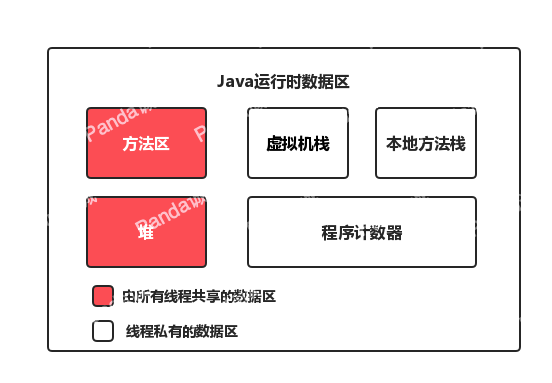 Java运行时数据区
方法区
虚拟机栈
本地方法栈
堆
程序计数器
由所有线程共享的数据区
线程私有的数据区